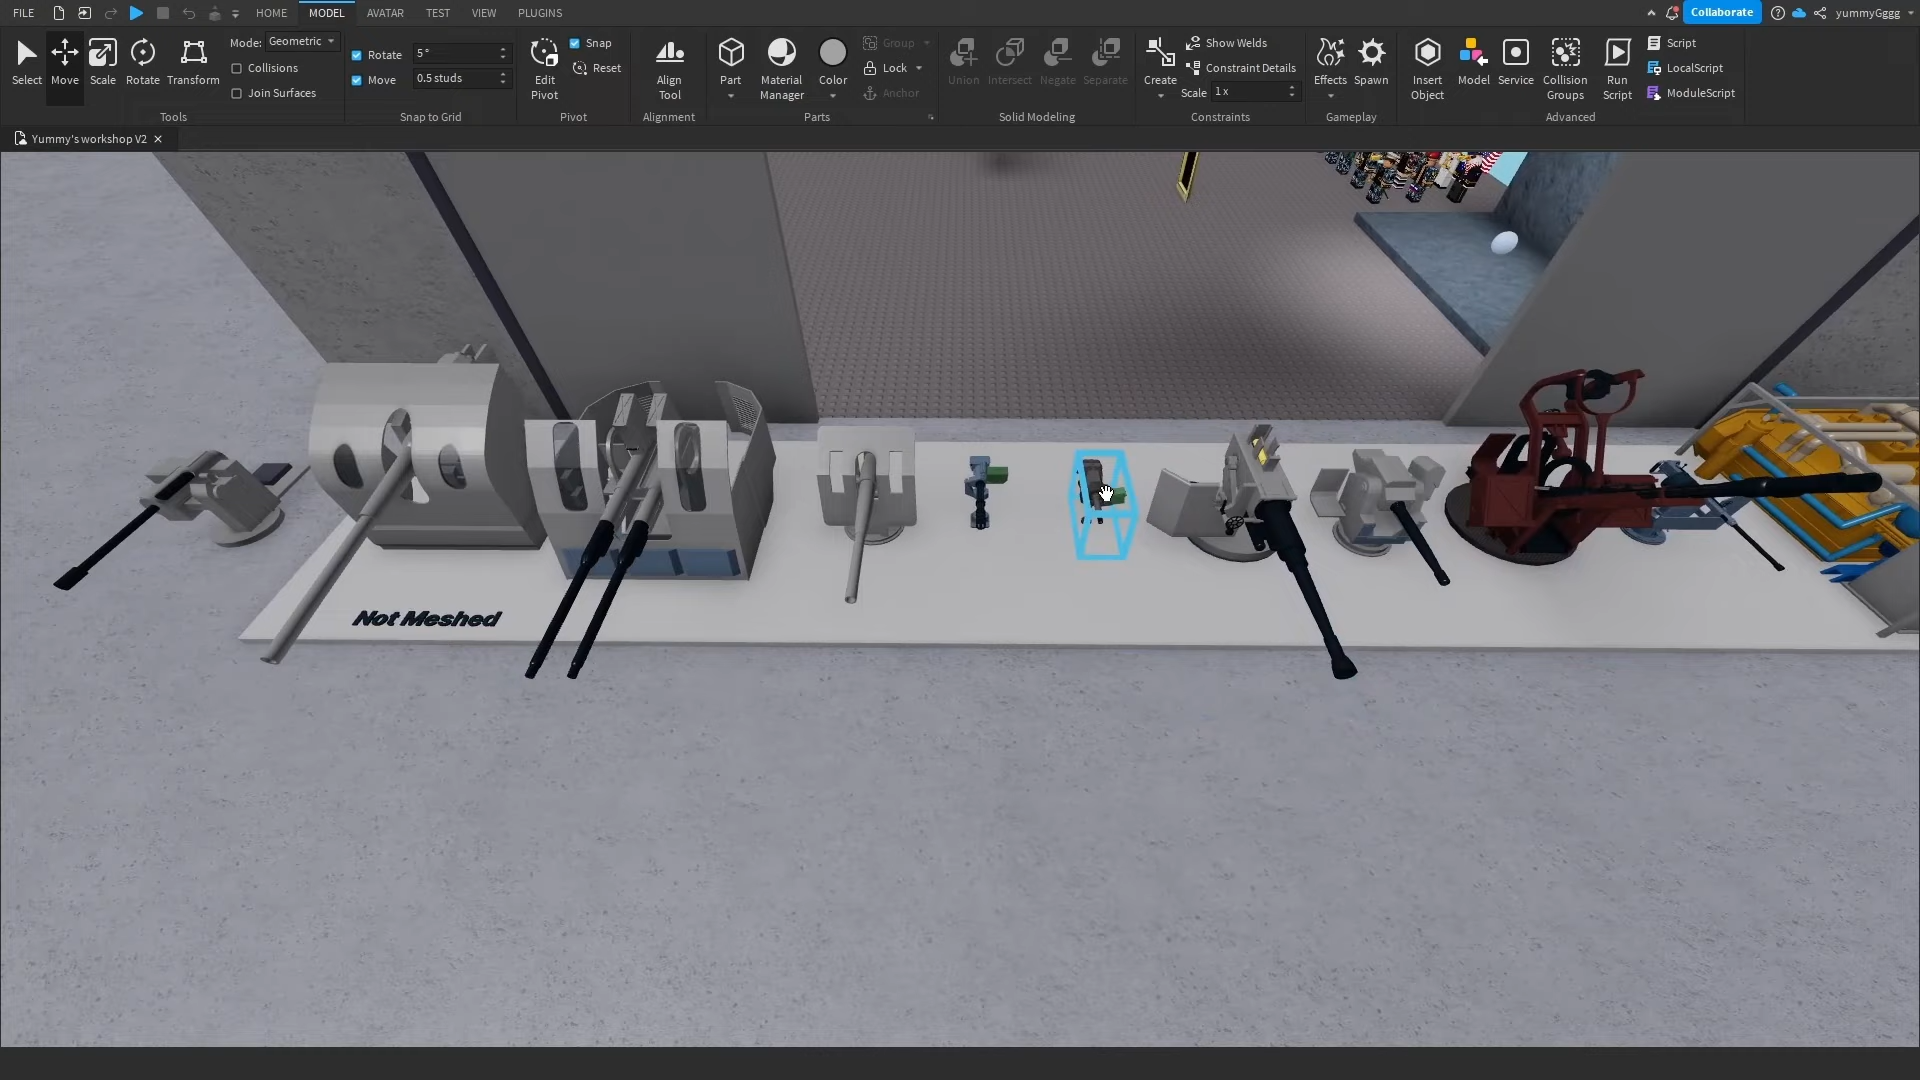 FILE HOME MODEL AVATAR TEST VIEW PLUGINS Collaborate yummyGggg
Select Move Scale Rotate Transform
Mode: Geometric
Collisions
Join Surfaces
Tools
Rotate 5 °
Move 0.5 studs
Snap to Grid
Edit Pivot
Snap
Reset
Pivot
Align Tool
Alignment
Part Material Manager Color
Group
Lock
Anchor
Parts
Union Intersect Negate Separate
Solid Modeling
Create
Show Welds
Constraint Details
Scale 1 x
Constraints
Effects Spawn
Gameplay
Insert Object Model Service Collision Groups Run Script
Script
LocalScript
ModuleScript
Advanced
Yummy's workshop V2
Not Meshed